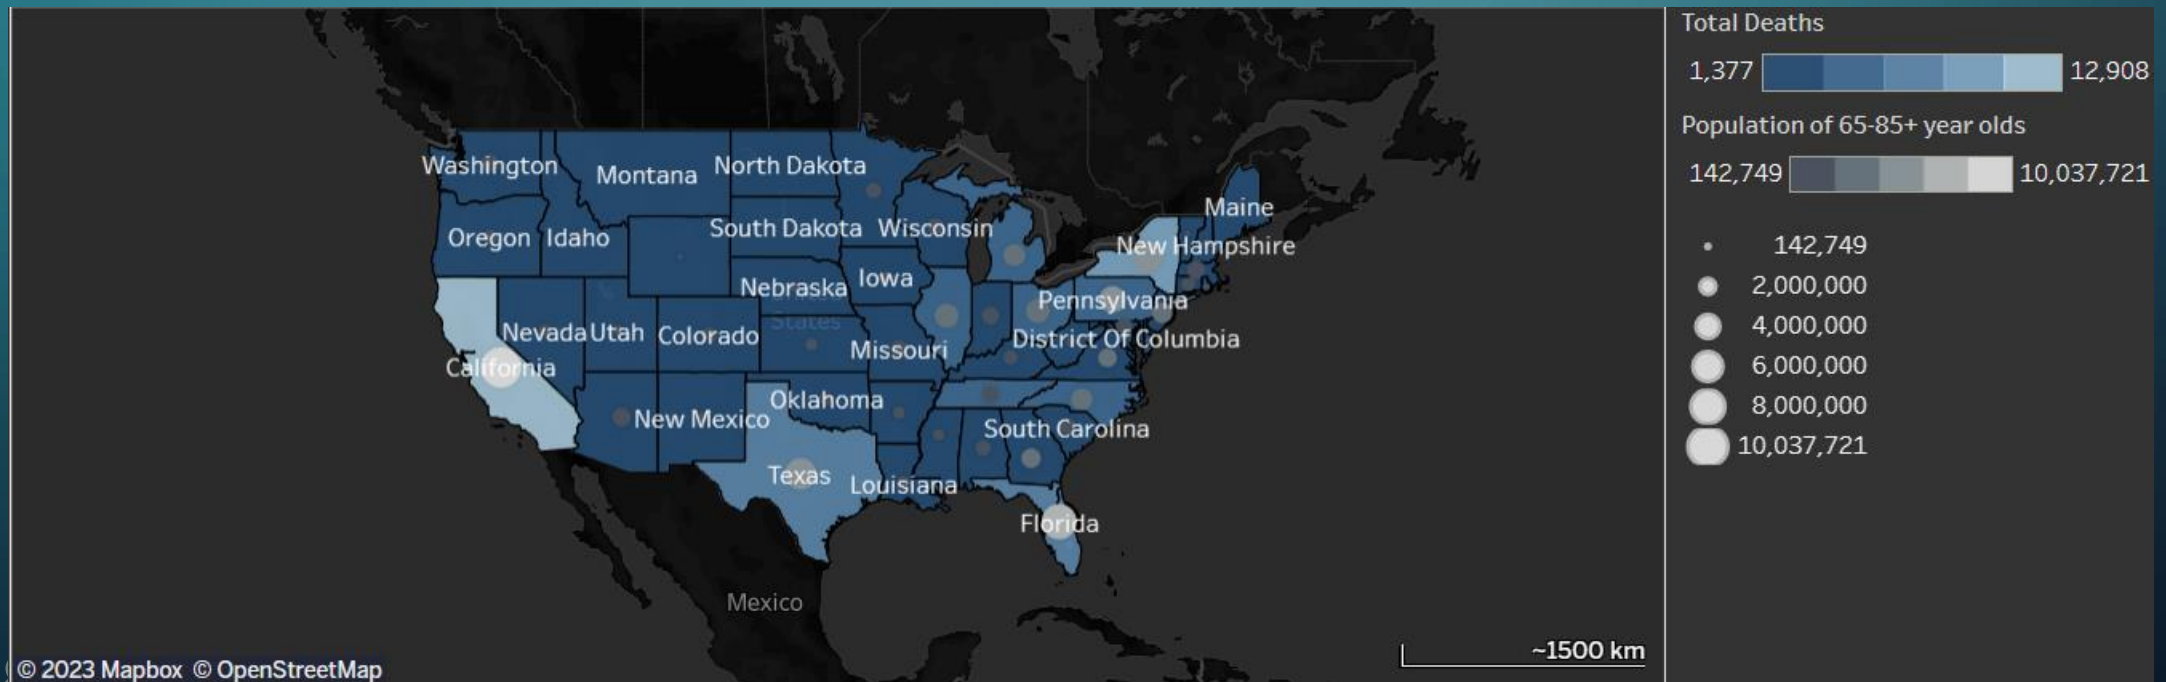 Washington
Montana
North Dakota
Oregon
Idaho
South Dakota
Wisconsin
Maine
New Hampshire
Nebraska
Iowa
Pennsylvania
Nevada
Utah
Colorado
States
Missouri
District Of Columbia
California
New Mexico
Oklahoma
South Carolina
Texas
Louisiana
Florida
Mexico
© 2023 Mapbox © OpenStreetMap
~1500 km
Total Deaths
1,377 12,908
Population of 65-85+ year olds
142,749 10,037,721
142,749
2,000,000
4,000,000
6,000,000
8,000,000
10,037,721